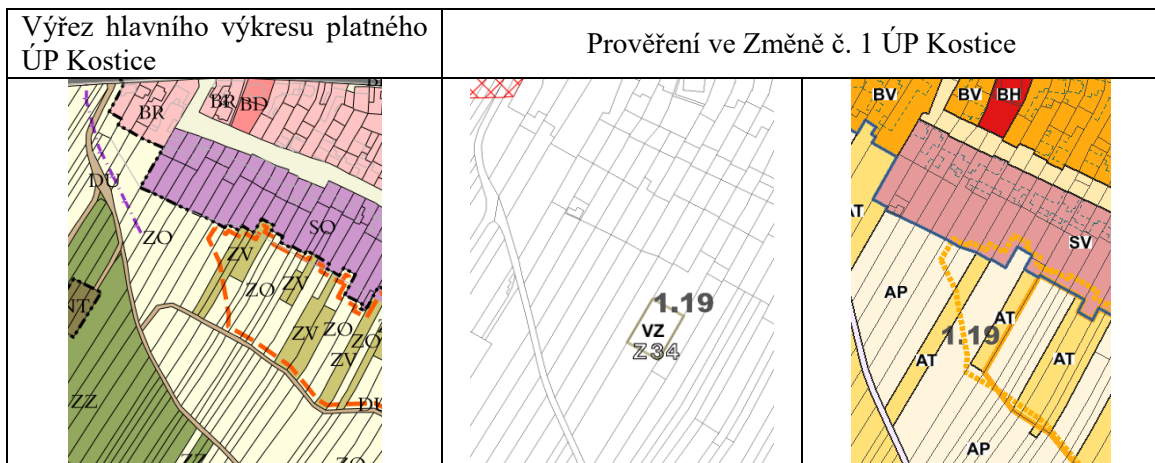 Výřez hlavního výkresu platného
ÚP Kostice
Prověření ve Změně č. 1 ÚP Kostice
BR
BR
BD
DU
ZO
SO
ZV
ZV
ZO
NT
ZV
ZO
ZO
ZV
ZZ
ZZ
ZO
1.19
VZ
Z34
BV
BV
BH
AT
SV
AP
AT
1.19
AT
AT
AP